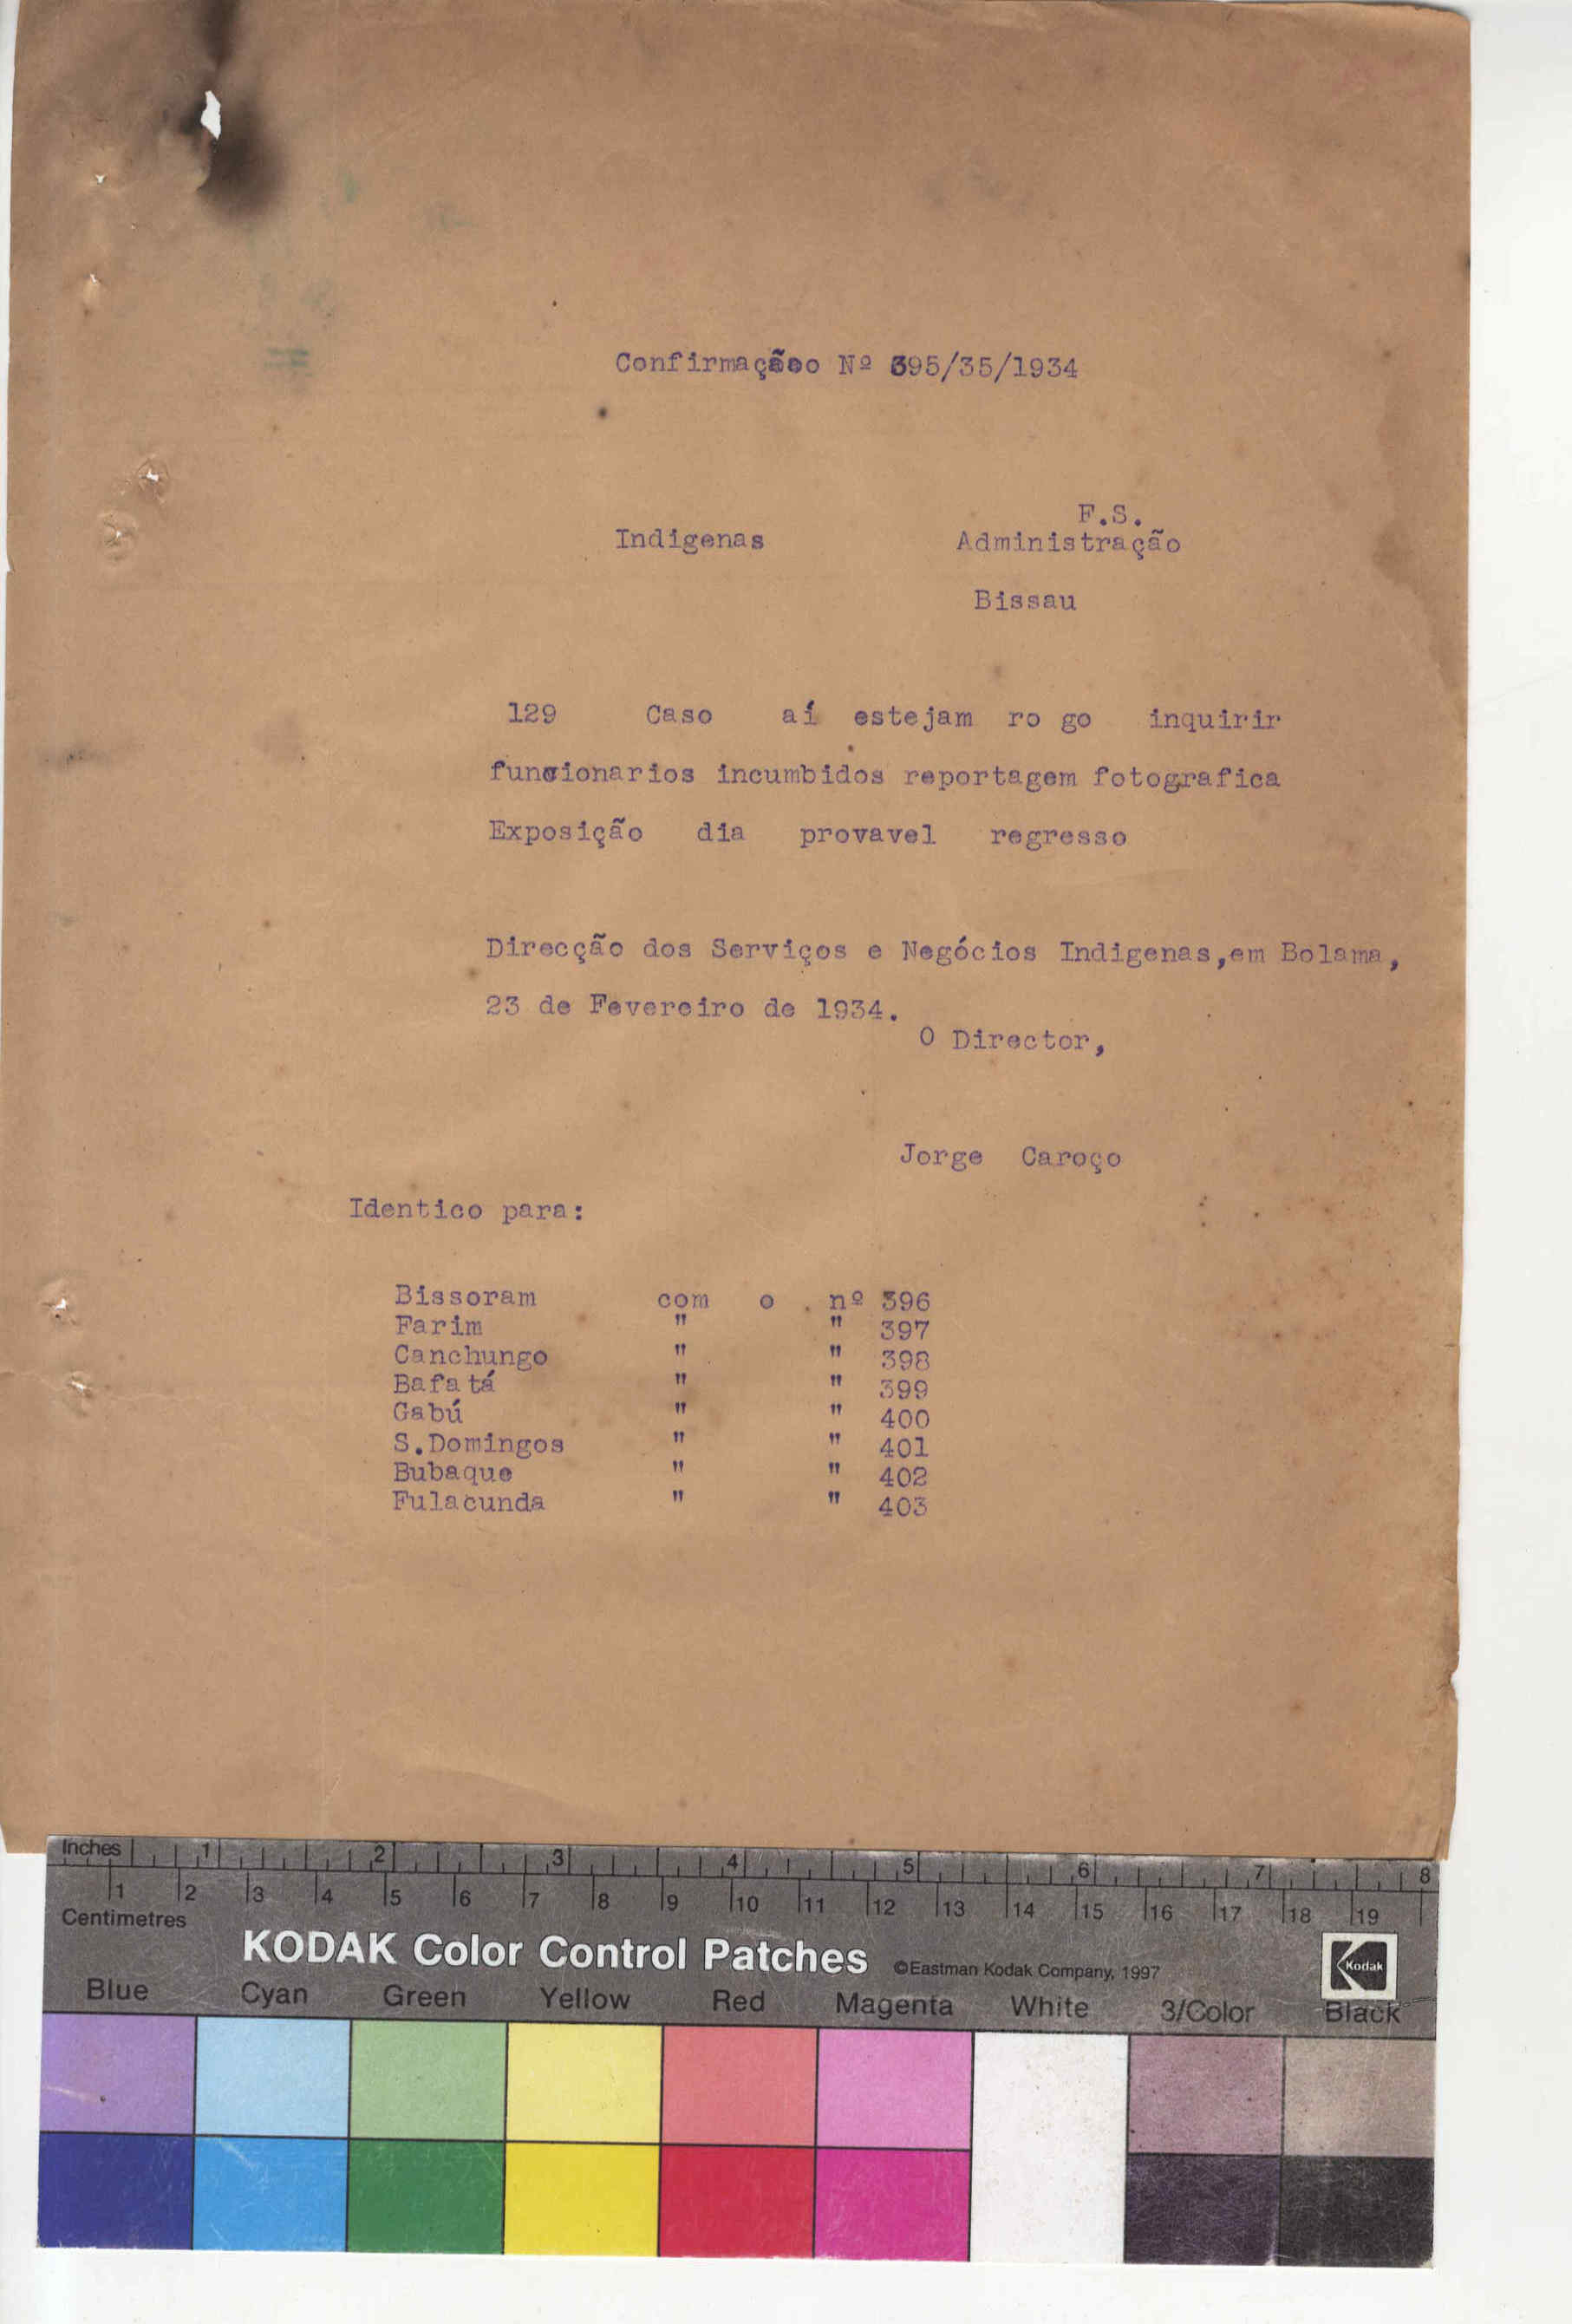 Confirmação Nº 395/35/1934
F.S.
Indigenas Administração
Bissau
129 Caso aí estejam ro go inquirir
funcionarios incumbidos reportagem fotografica
Exposição dia provavel regresso
Direcção dos Serviços e Negócios Indigenas,em Bolama,
23 de Fevereiro de 1934.
O Director,
Jorge Caroço
Identico para:
Bissoram com o nº 396
Farim " " 397
Canchungo " " 398
Bafatá " " 399
Gabú " " 400
S.Domingos " " 401
Bubaque " " 402
Fulacunda " " 403
Inches 1 2 3 4 5 6 7 8
1 2 3 4 5 6 7 8 9 10 11 12 13 14 15 16 17 18 19
Centimetres
KODAK Color Control Patches ©Eastman Kodak Company, 1997 Kodak
Blue Cyan Green Yellow Red Magenta White 3/Color Black